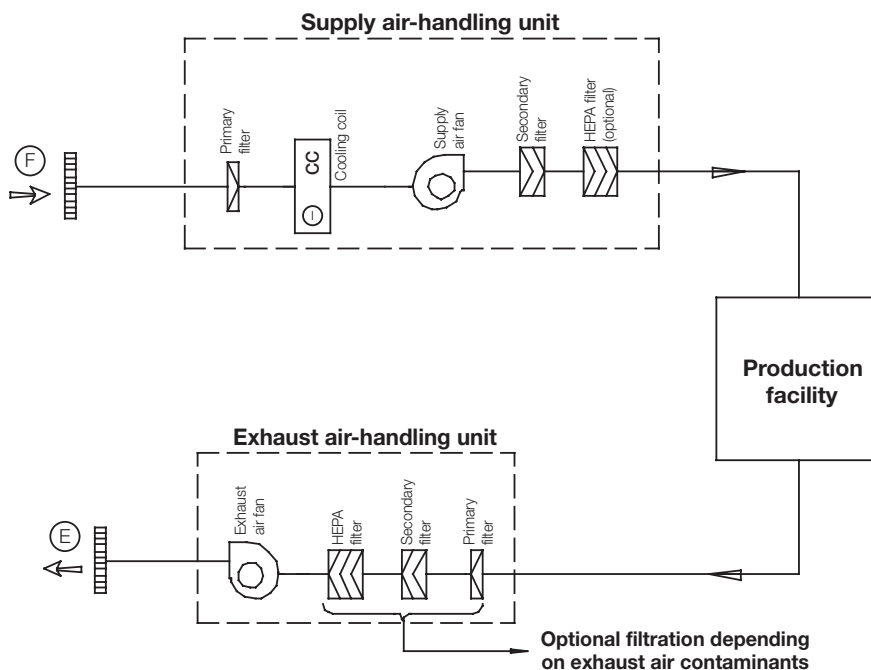 Supply air-handling unit
F
Primary
filter
CC
I
Cooling coil
Supply
air fan
Secondary
filter
HEPA filter
(optional)
Production
facility
Exhaust air-handling unit
E
Exhaust
air fan
HEPA
filter
Secondary
filter
Primary
filter
Optional filtration depending
on exhaust air contaminants